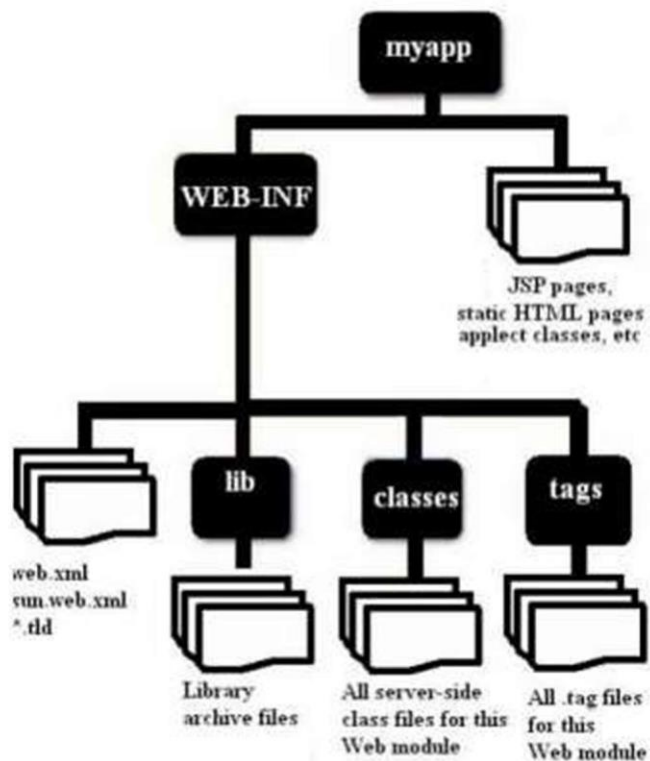 myapp
WEB-INF
JSP pages,
static HTML pages
applect classes, etc
lib
classes
tags
web.xml
sun.web.xml
*.tld
Library
archive files
All server-side
class files for this
Web module
All .tag files
for this
Web module